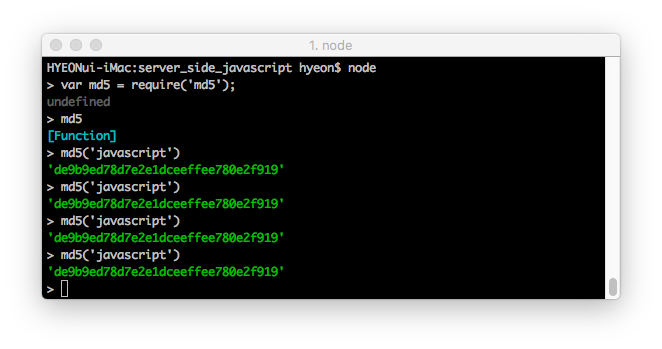 1. node
HYEONui-iMac:server_side_javascript hyeon$ node
> var md5 = require('md5');
undefined
> md5
[Function]
> md5('javascript')
'de9b9ed78d7e2e1dceeffee780e2f919'
> md5('javascript')
'de9b9ed78d7e2e1dceeffee780e2f919'
> md5('javascript')
'de9b9ed78d7e2e1dceeffee780e2f919'
> md5('javascript')
'de9b9ed78d7e2e1dceeffee780e2f919'
>